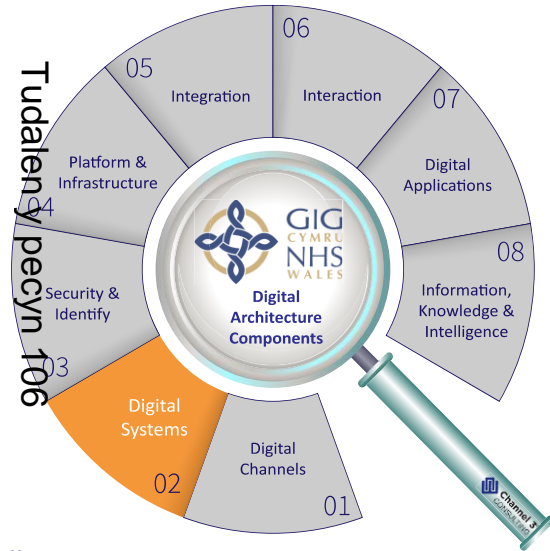 Tudalen y pecyn 106
01
Digital
Channels
02
Digital
Systems
03
Security &
Identify
04
Platform &
Infrastructure
05
Integration
06
Interaction
07
Digital
Applications
08
Information,
Knowledge &
Intelligence
GIG
CYMRU
NHS
WALES
Digital
Architecture
Components
Channel 3
CONSULTING